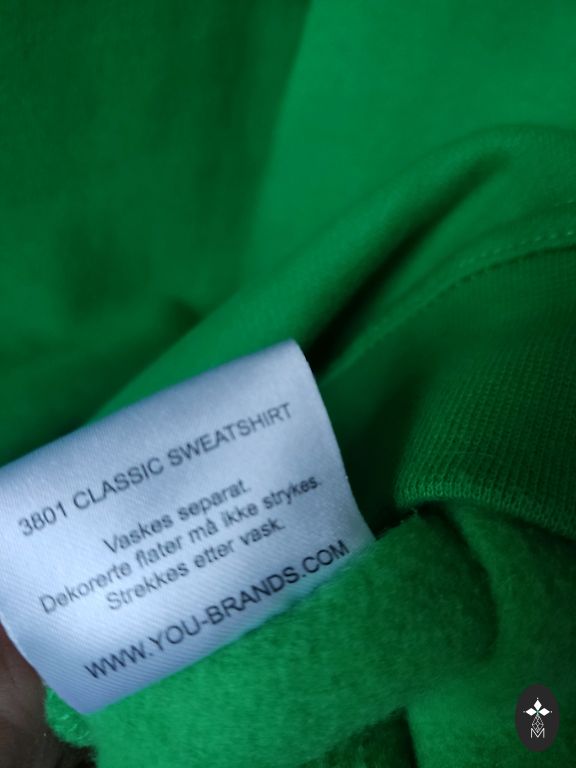 3801 CLASSIC SWEATSHIRT
Vaskes separat.
Dekorerte flater må ikke strykes.
Strekkes etter vask.
WWW.YOU-BRANDS.COM